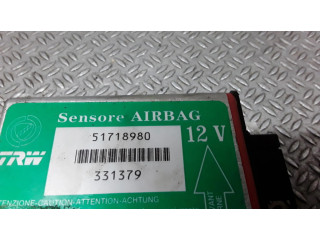 Sensore AIRBAG
51718980
12 V
TRW
331379
ATTENZIONE-CAUTION-ATTENTION-ACHTUNG